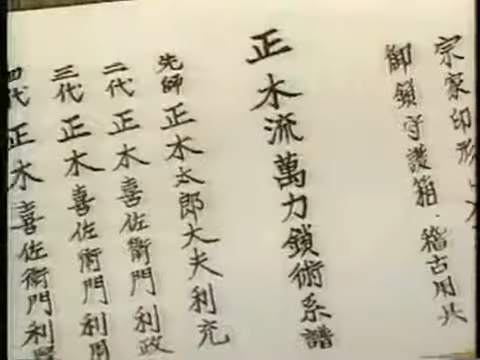 宗家印形
御鎖守護箱・稽古用共
正木流萬力鎖術系譜
先師 正木太郎大夫利充
二代 正木喜佐衛門利政
三代 正木喜佐衛門利
四代 正木喜佐衛門利